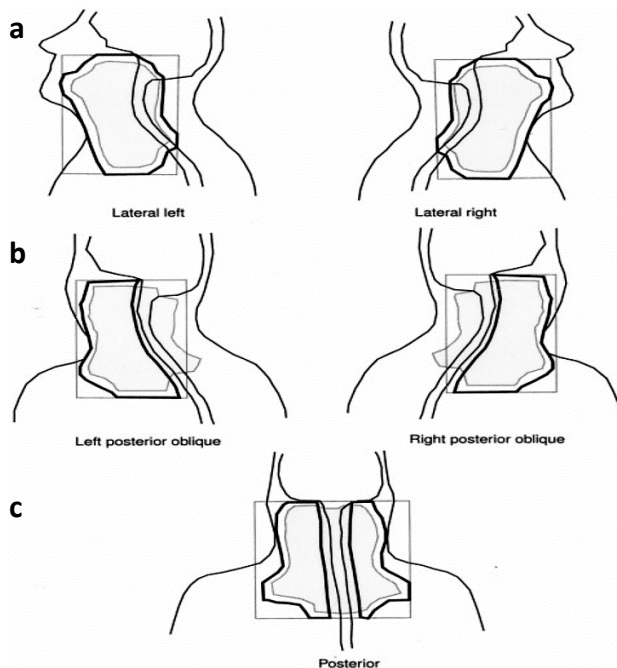 a
Lateral left
Lateral right
b
Left posterior oblique
Right posterior oblique
c
Posterior